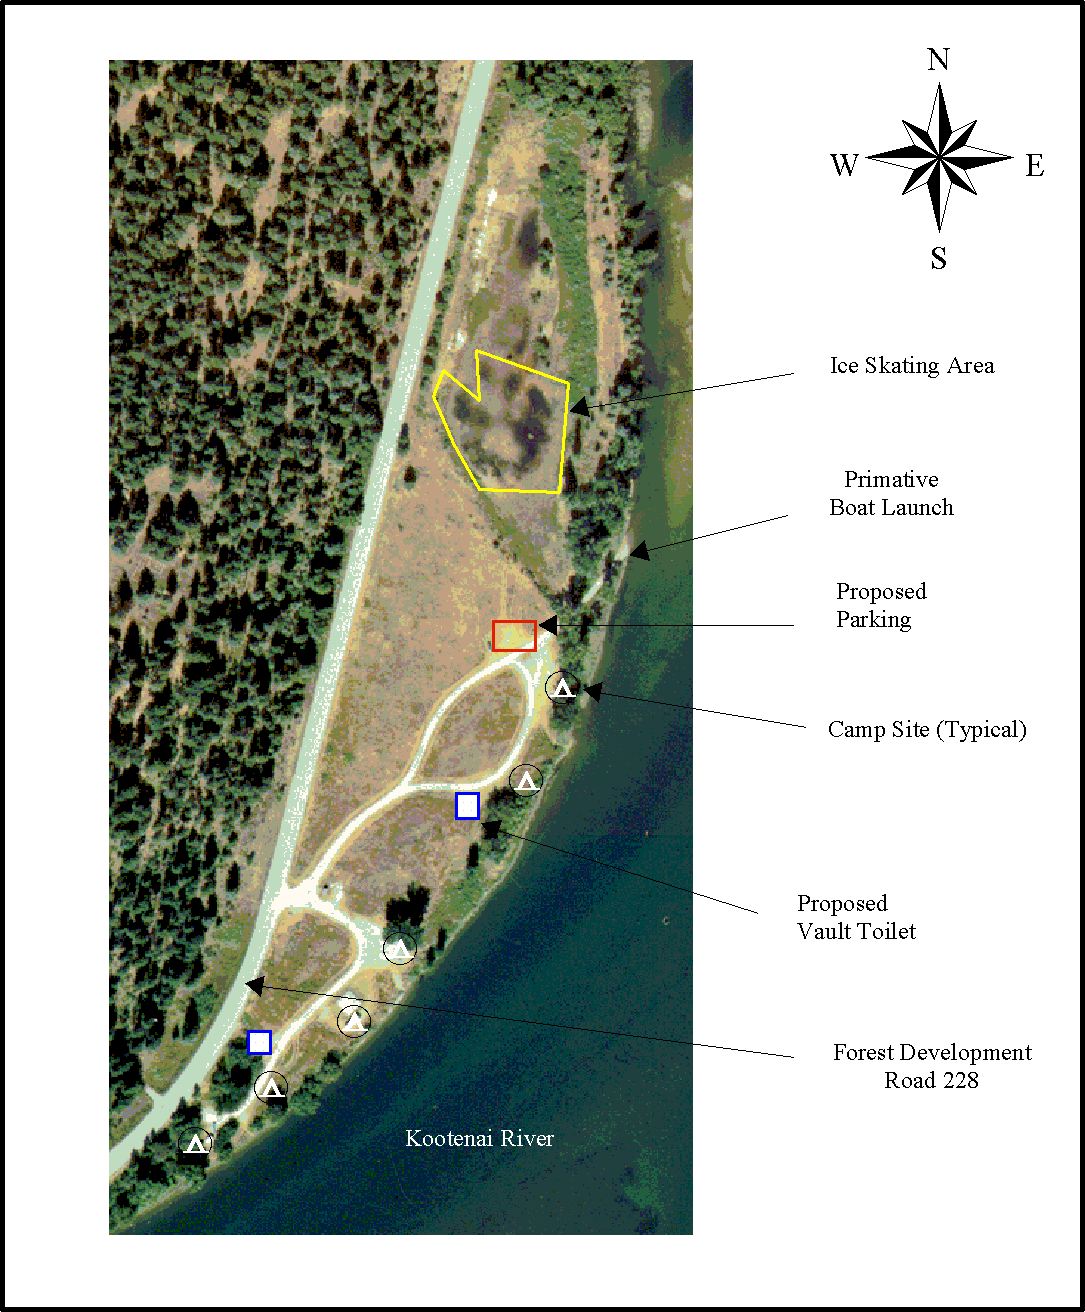 N
W
E
S
Ice Skating Area
Primative
Boat Launch
Proposed
Parking
Camp Site (Typical)
Proposed
Vault Toilet
Forest Development
Road 228
Kootenai River